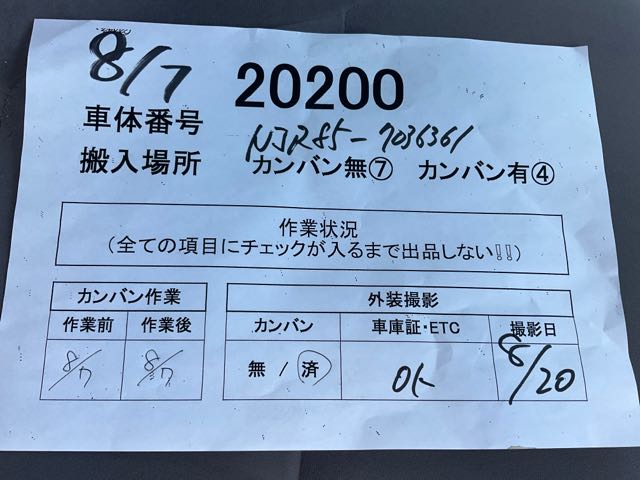 8/7
20200
車体番号 NJR85-7036361
搬入場所 カンバン無⑦ カンバン有④
作業状況
(全ての項目にチェックが入るまで出品しない!!)
カンバン作業
作業前 作業後
8/7 8/7
外装撮影
カンバン 車庫証・ETC 撮影日
無 / 済 OK 8/20